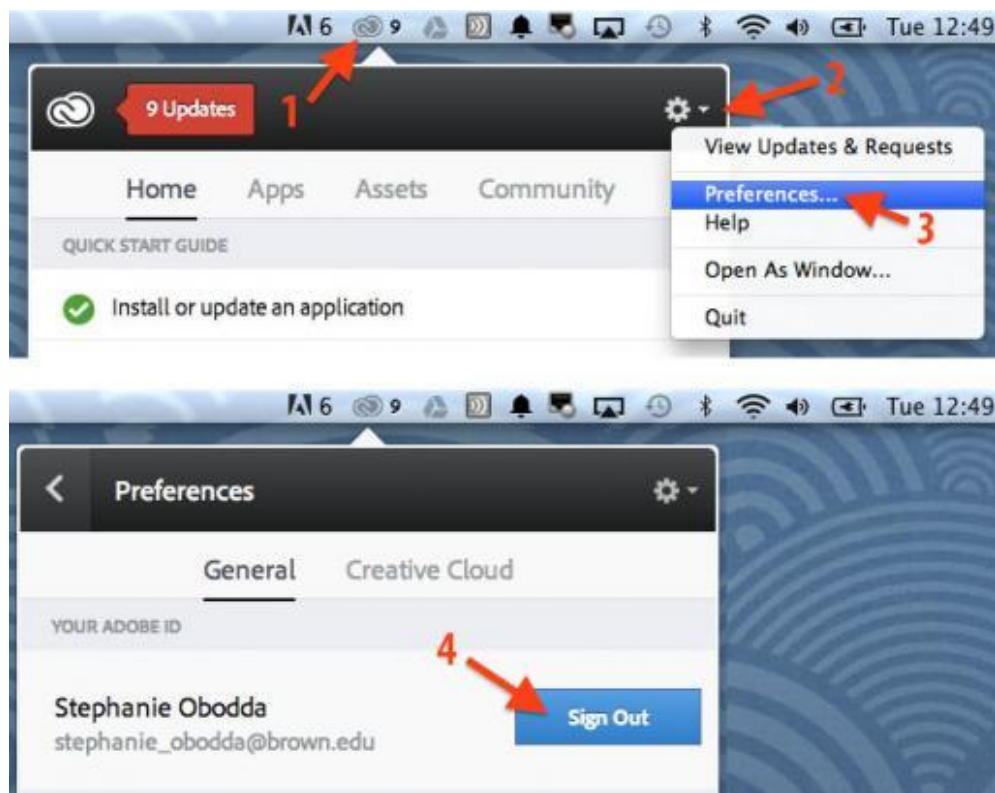 6 9 Tue 12:49
1 2
9 Updates
View Updates & Requests
Home Apps Assets Community
Preferences...
3
Help
QUICK START GUIDE
Open As Window...
Install or update an application
Quit
6 9 Tue 12:49
Preferences
General Creative Cloud
YOUR ADOBE ID
4
Stephanie Obodda
Sign Out
stephanie_obodda@brown.edu